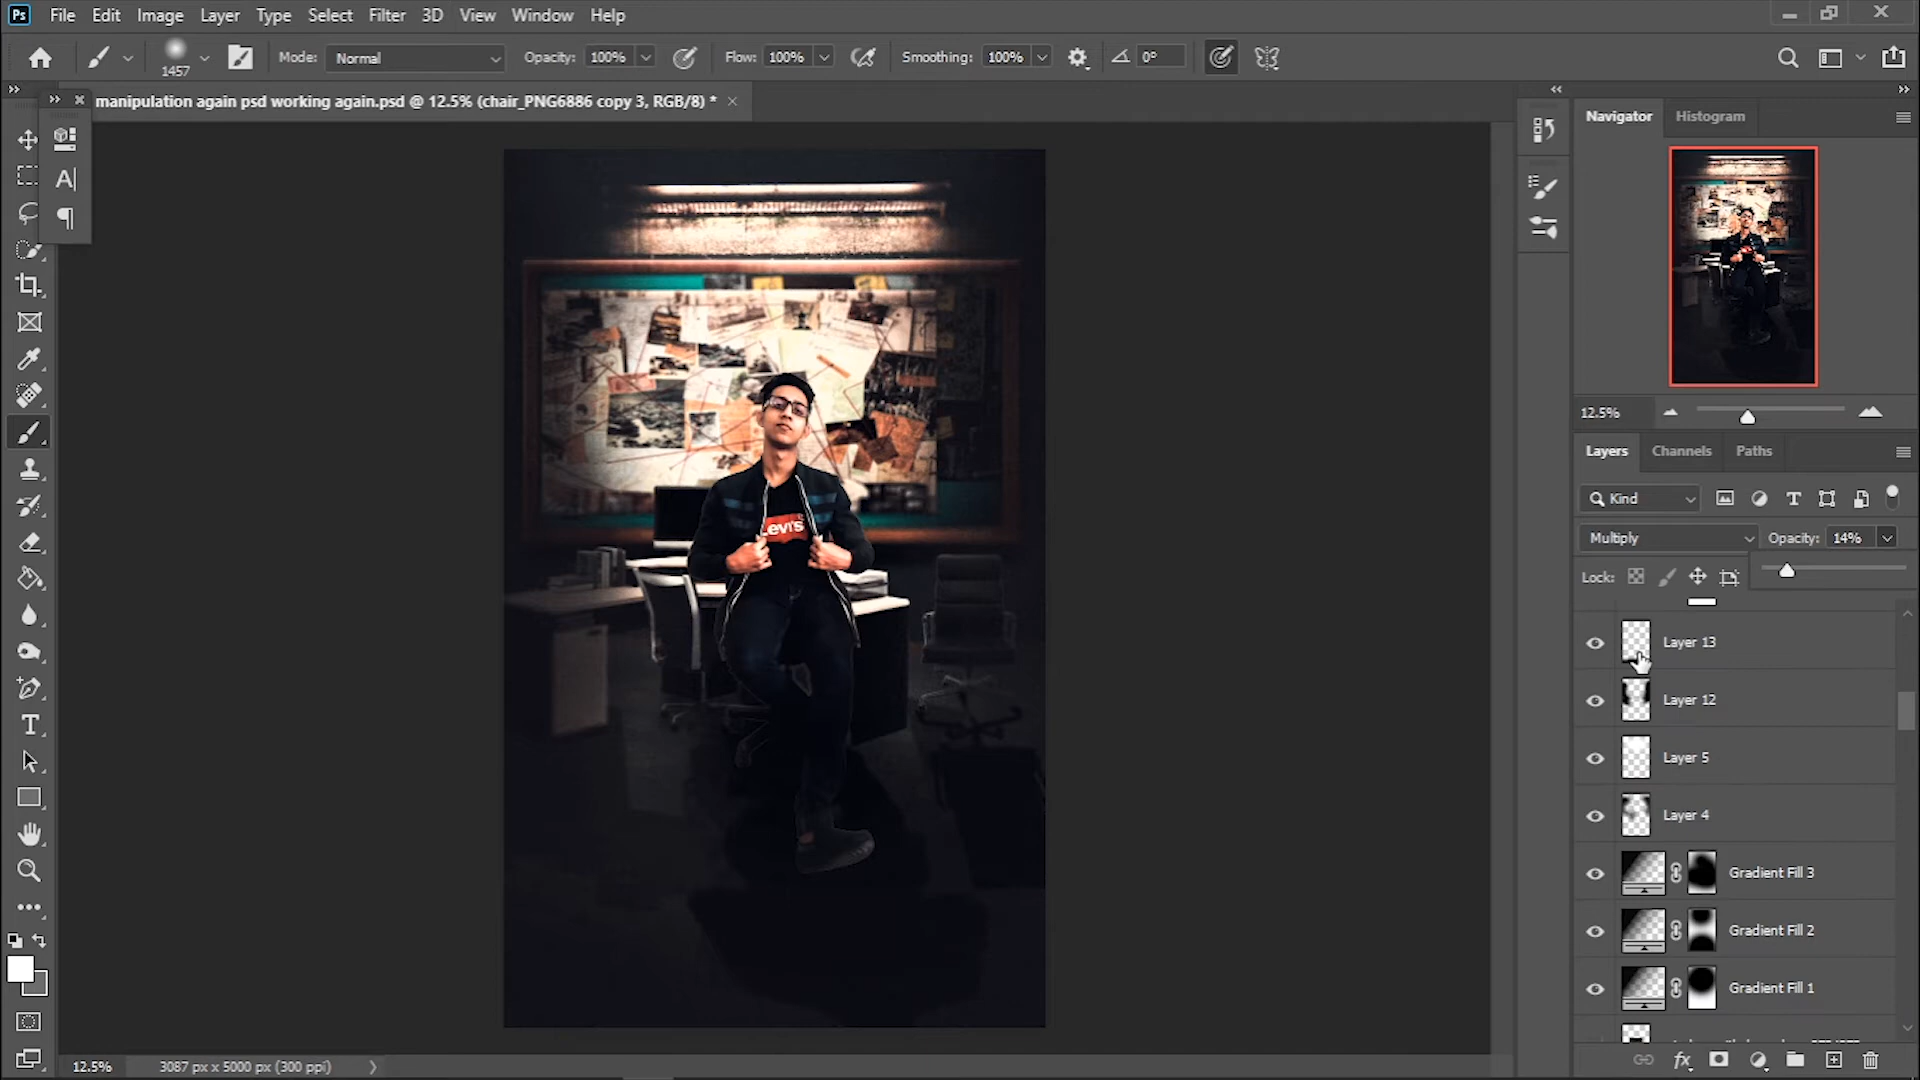 Ps File Edit Image Layer Type Select Filter 3D View Window Help
1457 Mode: Normal Opacity: 100% Flow: 100% Smoothing: 100% 0°
manipulation again psd working again.psd @ 12.5% (chair_PNG6886 copy 3, RGB/8) *
Navigator Histogram
12.5%
Layers Channels Paths
Kind
Multiply Opacity: 14%
Lock:
Layer 13
Layer 12
Layer 5
Layer 4
Gradient Fill 3
Gradient Fill 2
Gradient Fill 1
Levi's
12.5% 3087 px x 5000 px (300 ppi)